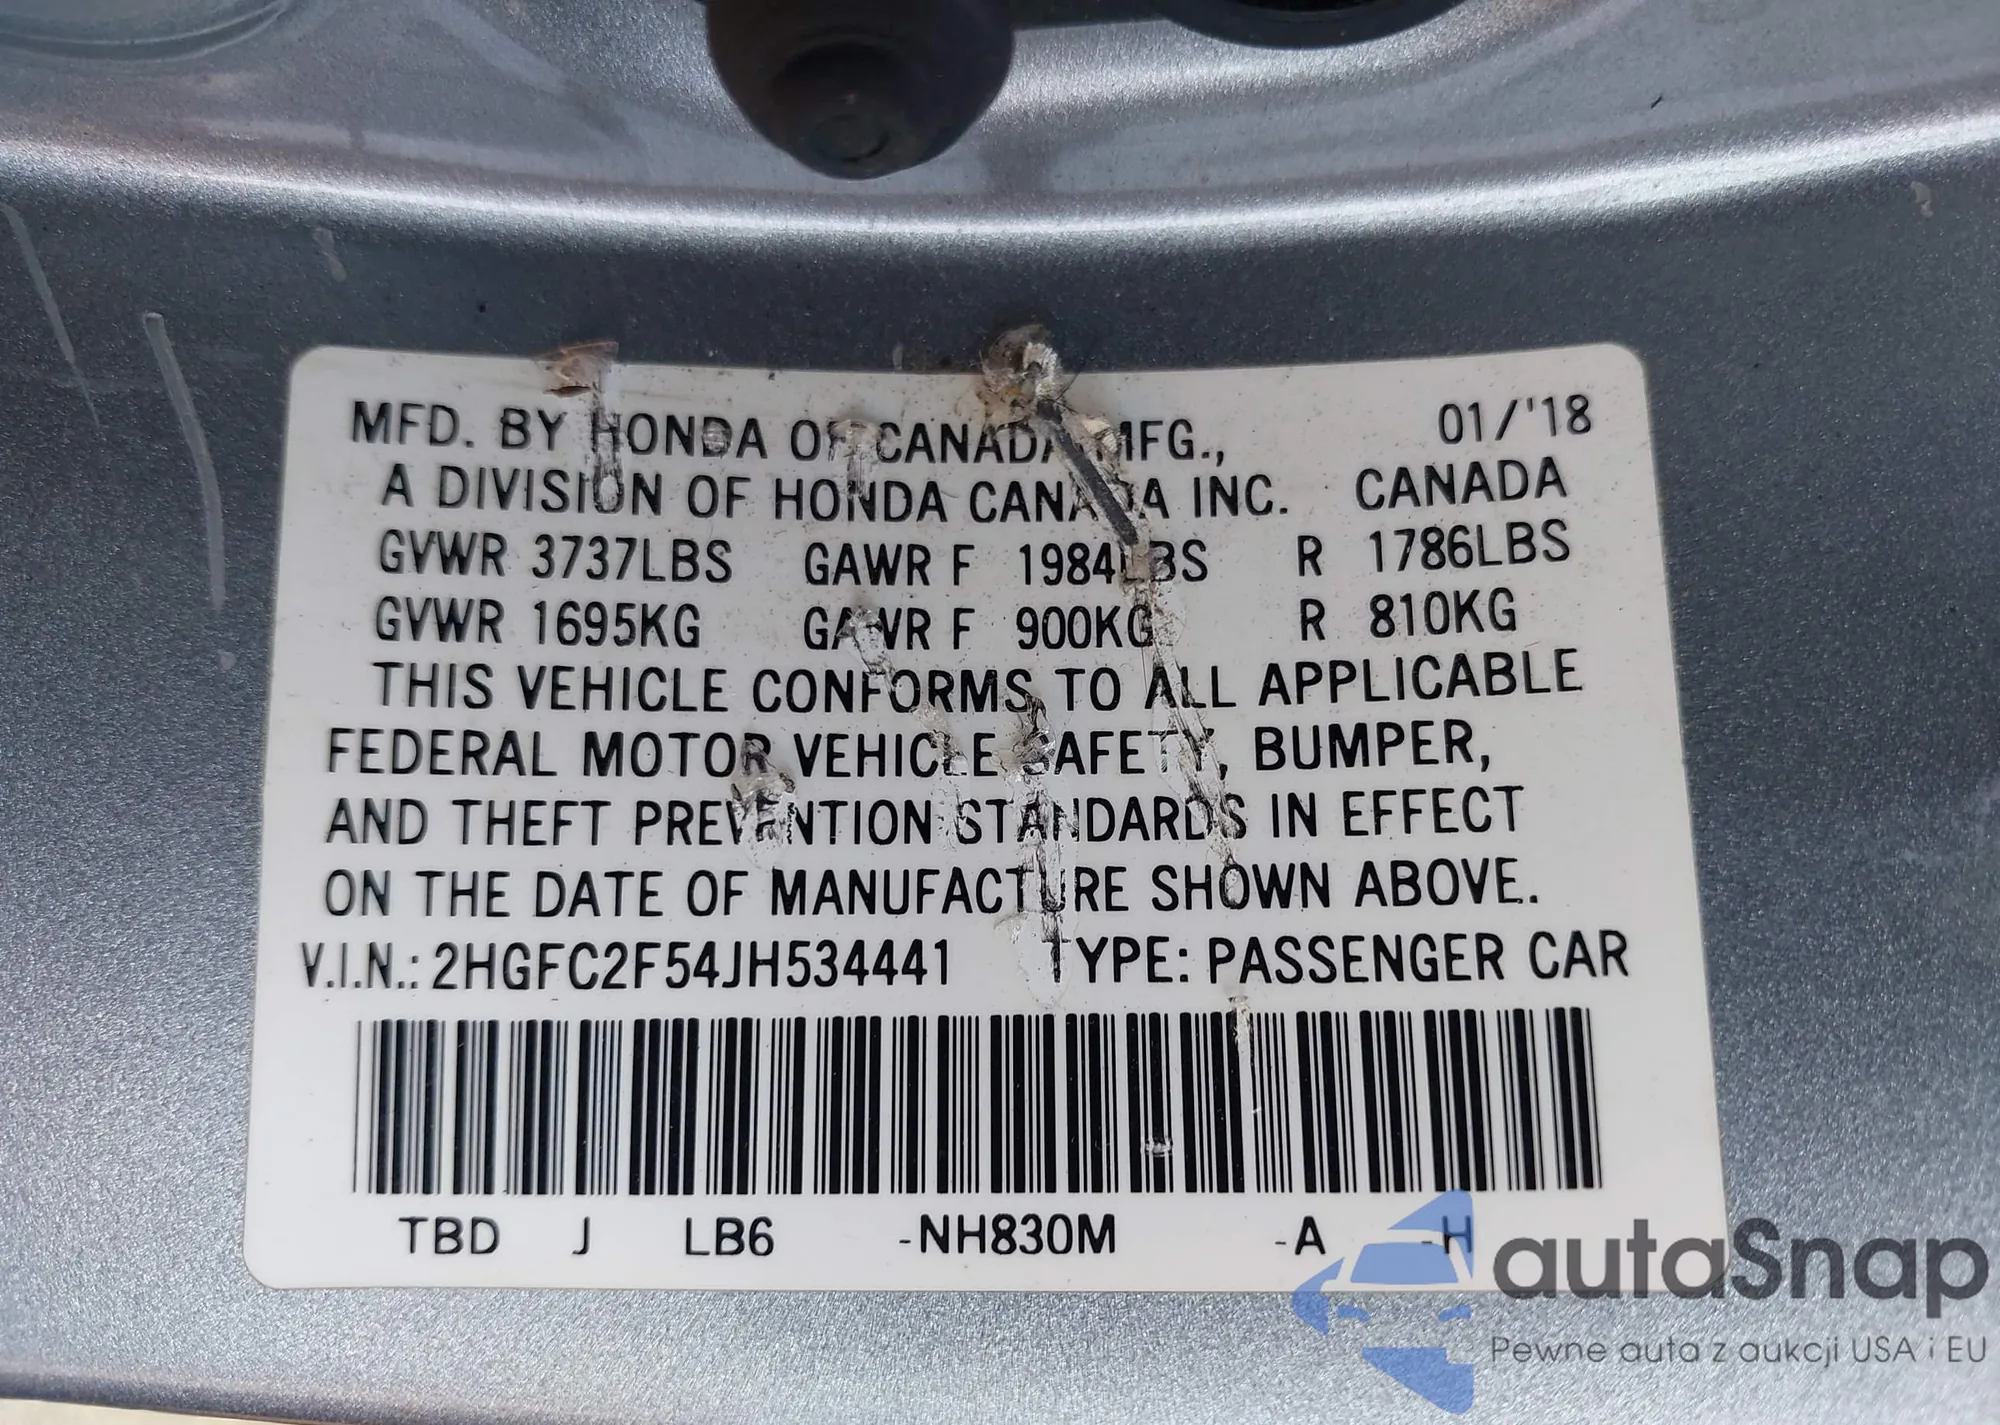 MFD. BY HONDA OF CANADA MFG., 01/'18
A DIVISION OF HONDA CANADA INC. CANADA
GVWR 3737LBS GAWR F 1984LBS R 1786LBS
GVWR 1695KG GAWR F 900KG R 810KG
THIS VEHICLE CONFORMS TO ALL APPLICABLE
FEDERAL MOTOR VEHICLE SAFETY, BUMPER,
AND THEFT PREVENTION STANDARDS IN EFFECT
ON THE DATE OF MANUFACTURE SHOWN ABOVE.
V.I.N.: 2HGFC2F54JH534441 TYPE: PASSENGER CAR
TBD J LB6 -NH830M -A -H
autoSnap
Pewne auta z aukcji USA i EU